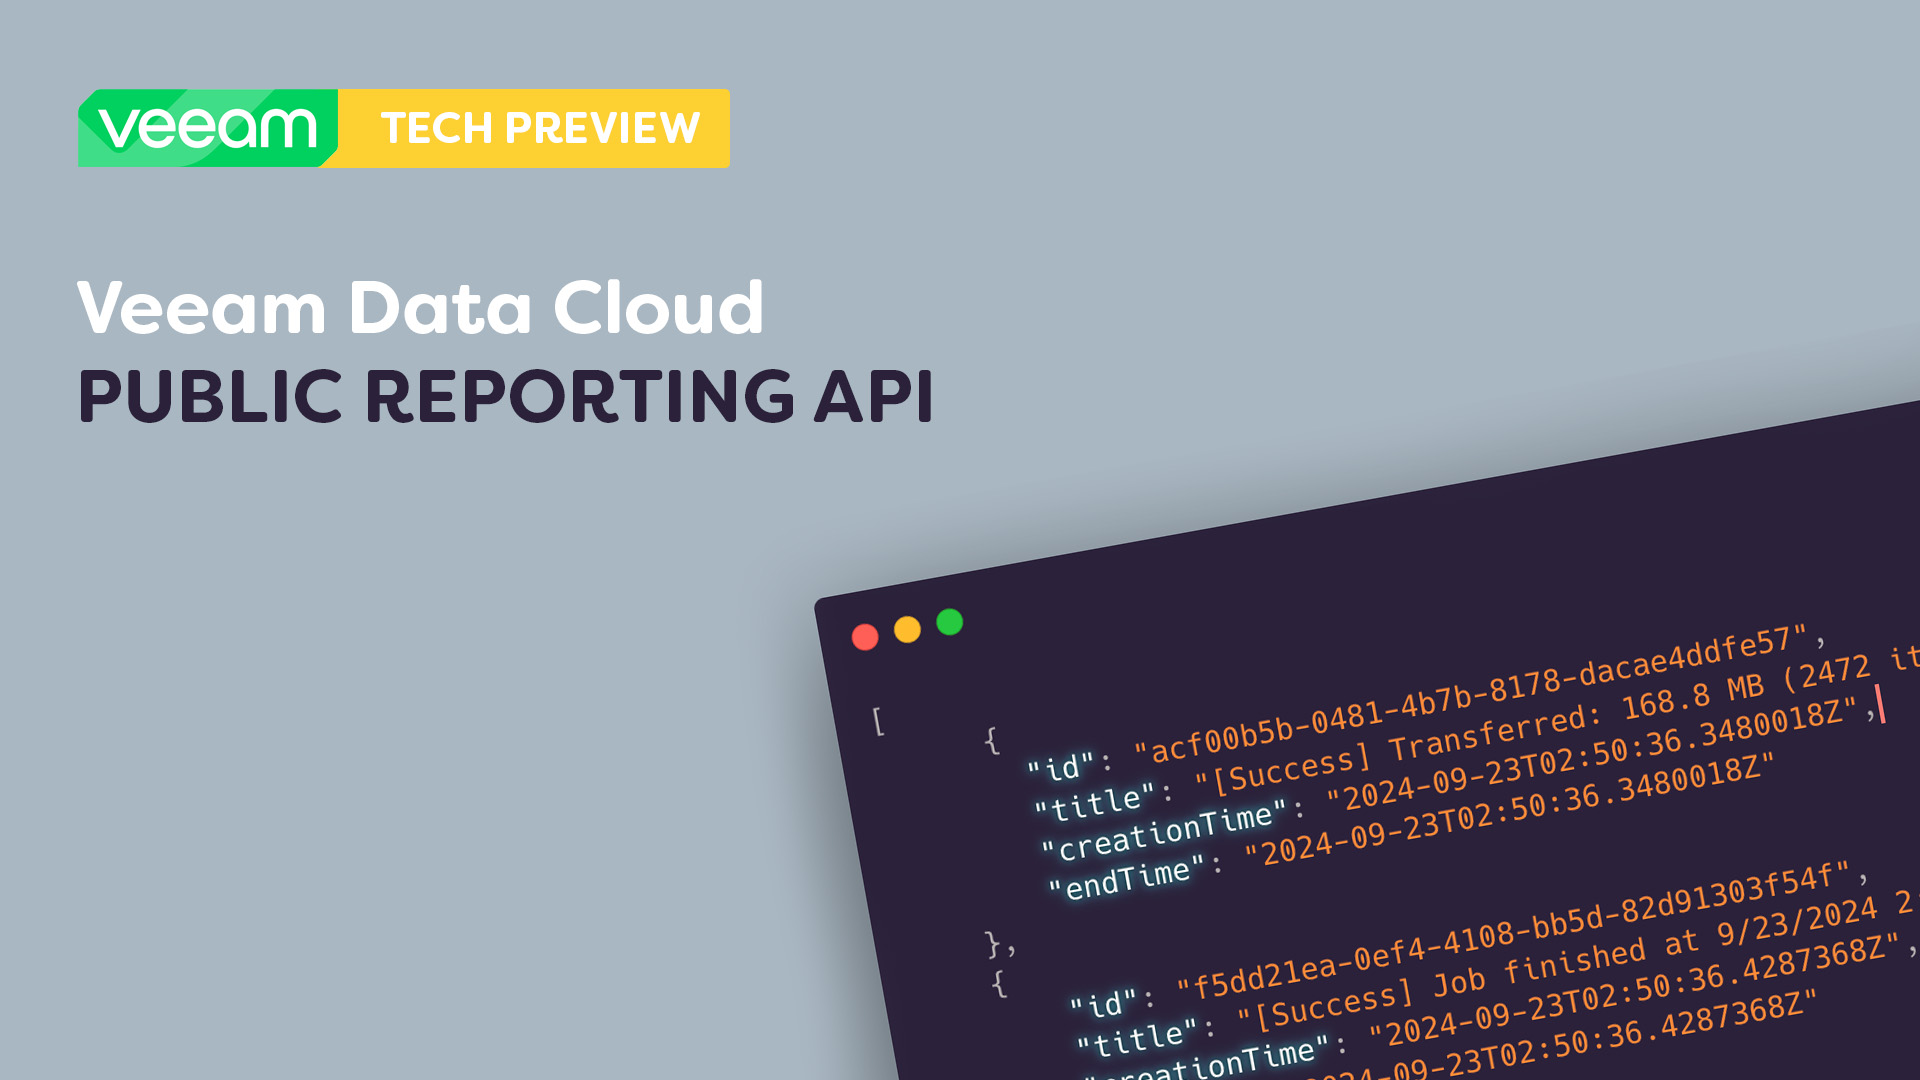 veeam TECH PREVIEW
Veeam Data Cloud
PUBLIC REPORTING API
[
{
"id": "acf00b5b-0481-4b7b-8178-dacae4ddfe57",
"title": "[Success] Transferred: 168.8 MB (2472 it
"creationTime": "2024-09-23T02:50:36.3480018Z",
"endTime": "2024-09-23T02:50:36.3480018Z"
},
{
"id": "f5dd21ea-0ef4-4108-bb5d-82d91303f54f",
"title": "[Success] Job finished at 9/23/2024 2:
"creationTime": "2024-09-23T02:50:36.4287368Z",
024-09-23T02:50:36.4287368Z"